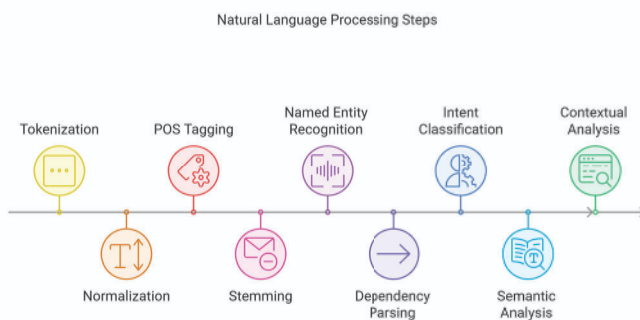 Natural Language Processing Steps
Tokenization
Normalization
POS Tagging
Stemming
Named Entity
Recognition
Dependency
Parsing
Intent
Classification
Semantic
Analysis
Contextual
Analysis